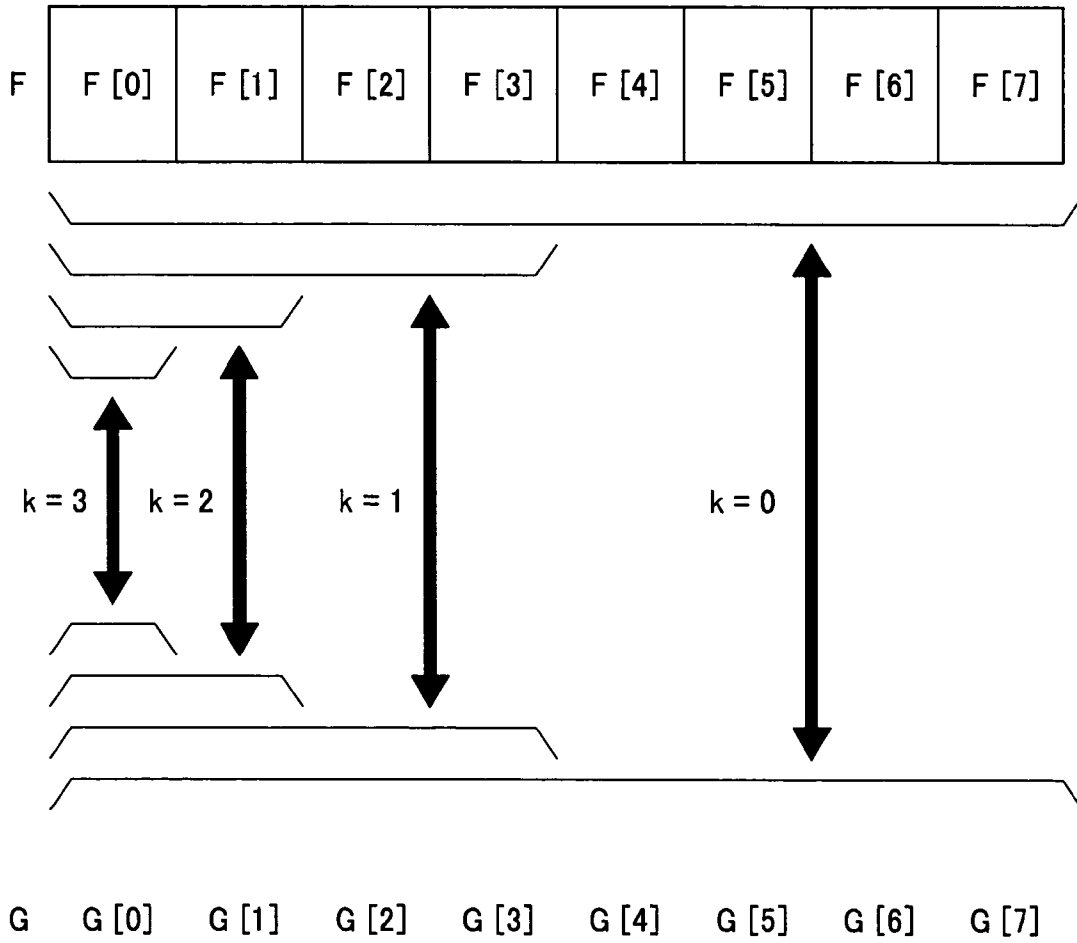 F F [0] F [1] F [2] F [3] F [4] F [5] F [6] F [7]
k = 3 k = 2 k = 1 k = 0
G G [0] G [1] G [2] G [3] G [4] G [5] G [6] G [7]